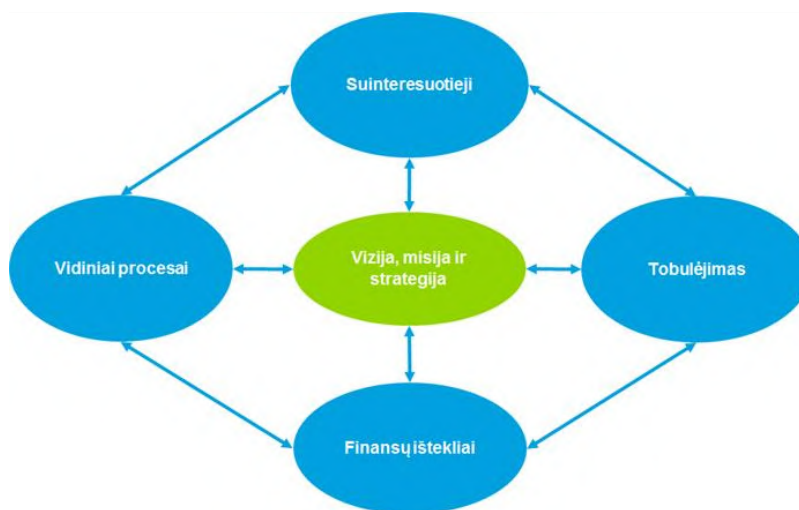 Suinteresuotieji
Vidiniai procesai
Vizija, misija ir
strategija
Tobulėjimas
Finansų ištekliai